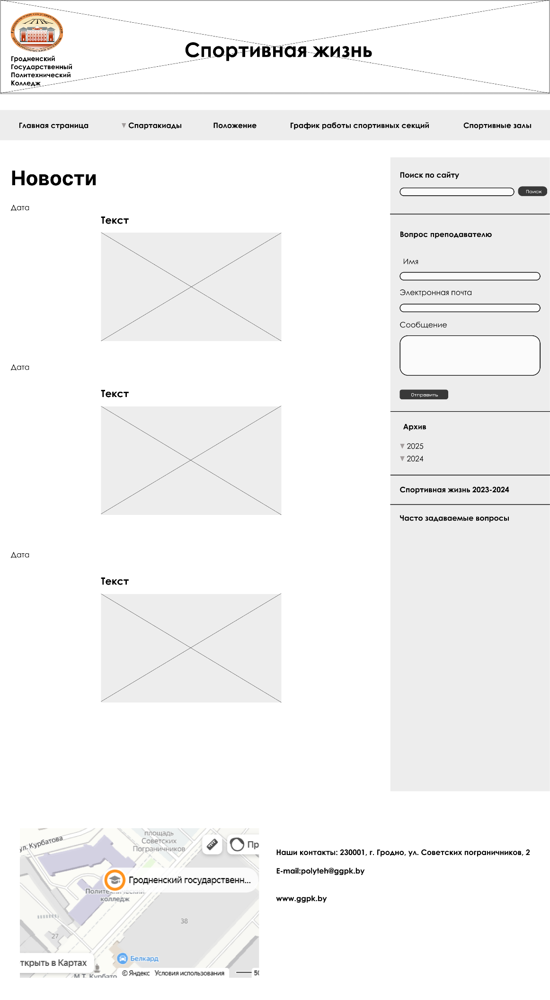 Гродненский
Государственный
Политехнический
Колледж
Спортивная жизнь
Главная страница
Спартакиады
Положение
График работы спортивных секций
Спортивные залы
Новости
Дата
Текст
Дата
Текст
Дата
Текст
Поиск по сайту
Поиск
Вопрос преподавателю
Имя
Электронная почта
Сообщение
Отправить
Архив
2025
2024
Спортивная жизнь 2023-2024
Часто задаваемые вопросы
ул. Курбатова
площадь
Советских
Пограничников
Пр
Гродненский государственн...
Политехнический
колледж
38
27
Белкард
ткрыть в Картах
М.Т. Курбато
© Яндекс Условия использования
50
Наши контакты: 230001, г. Гродно, ул. Советских пограничников, 2
E-mail:polyteh@ggpk.by
www.ggpk.by